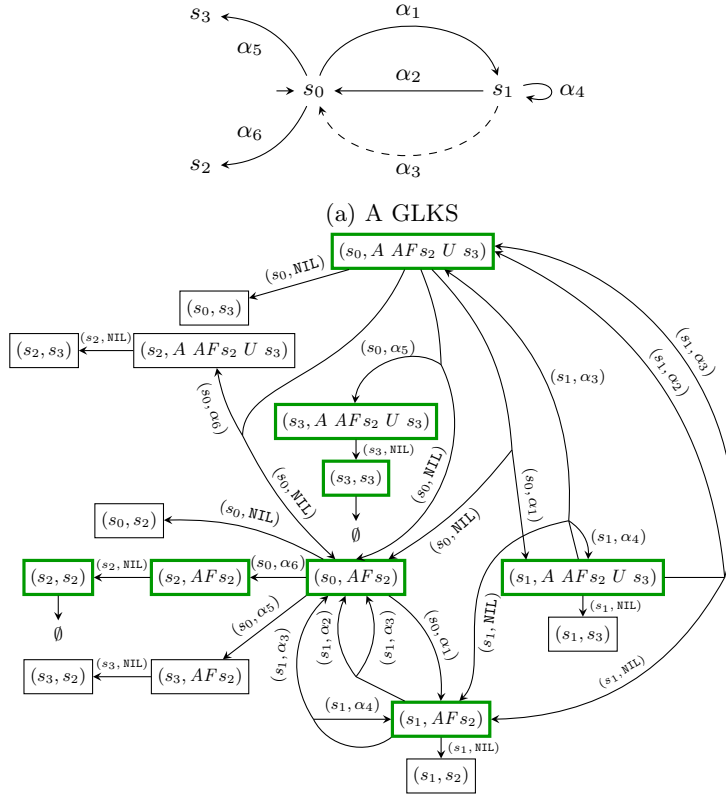 s₃
α₁
α₅
s₀
α₂
s₁
α₄
α₆
s₂
α₃
(a) A GLKS
(s₀, A AFs₂ U s₃)
(s₀, NIL)
(s₀, s₃)
(s₁, α₃)
(s₁, α₂)
(s₂, s₃)
(s₂, NIL)
(s₂, A AFs₂ U s₃)
(s₀, α₅)
(s₁, α₃)
(s₀, α₆)
(s₃, A AFs₂ U s₃)
(s₃, NIL)
(s₃, s₃)
(s₀, NIL)
(s₀, NIL)
(s₀, NIL)
(s₀, α₁)
∅
(s₀, s₂)
(s₀, NIL)
(s₁, α₄)
(s₂, s₂)
(s₂, NIL)
(s₂, AFs₂)
(s₀, α₆)
(s₀, AFs₂)
(s₁, A AFs₂ U s₃)
(s₁, NIL)
(s₁, NIL)
∅
(s₀, α₅)
(s₁, α₃)
(s₁, α₂)
(s₁, α₃)
(s₀, α₁)
(s₁, s₃)
(s₃, s₂)
(s₃, NIL)
(s₃, AFs₂)
(s₁, NIL)
(s₁, α₄)
(s₁, AFs₂)
(s₁, NIL)
(s₁, s₂)